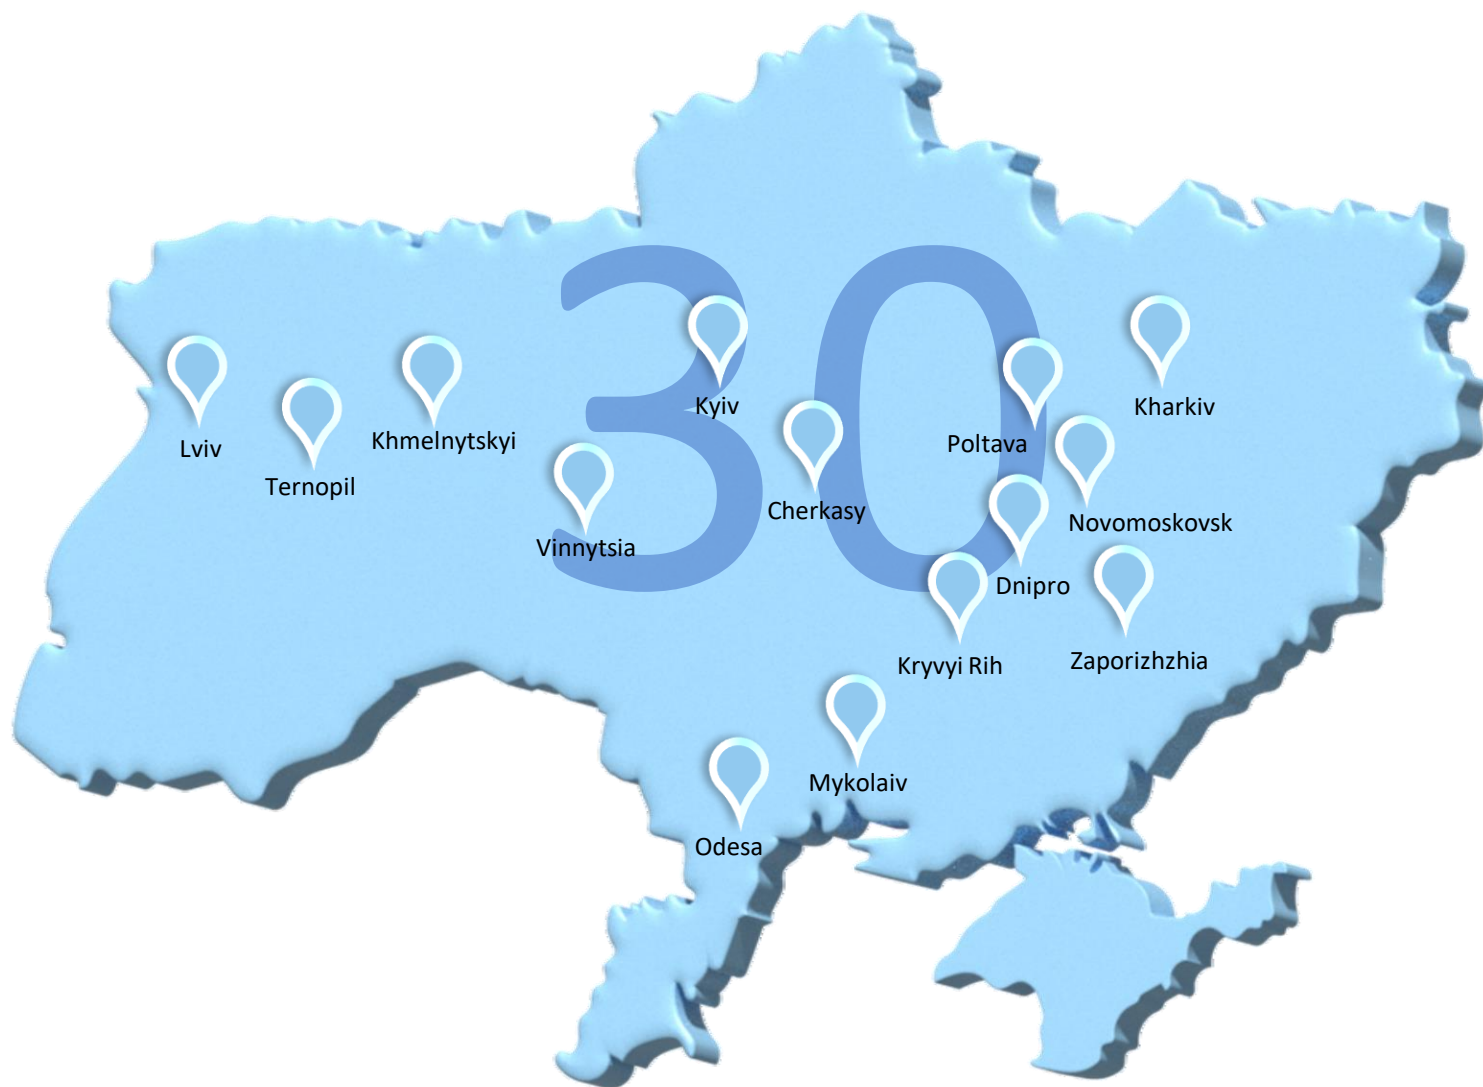 30
Kyiv
Kharkiv
Lviv
Khmelnytskyi
Poltava
Ternopil
Cherkasy
Novomoskovsk
Vinnytsia
Dnipro
Kryvyi Rih
Zaporizhzhia
Mykolaiv
Odesa